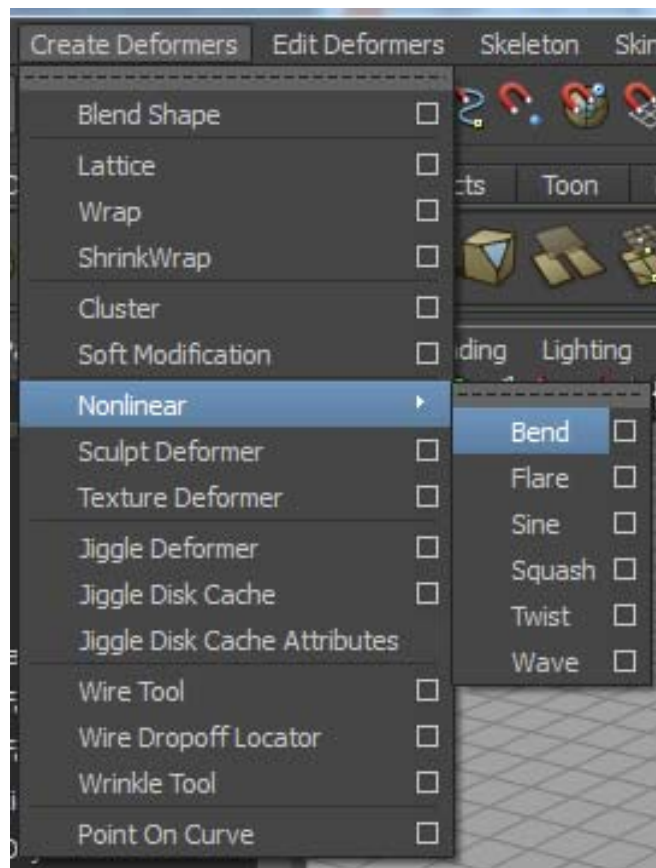 Create Deformers Edit Deformers Skeleton
Blend Shape
Lattice
Wrap
ShrinkWrap
Cluster
Soft Modification
Nonlinear
Sculpt Deformer
Texture Deformer
Jiggle Deformer
Jiggle Disk Cache
Jiggle Disk Cache Attributes
Wire Tool
Wire Dropoff Locator
Wrinkle Tool
Point On Curve
Toon
Lighting
Bend
Flare
Sine
Squash
Twist
Wave